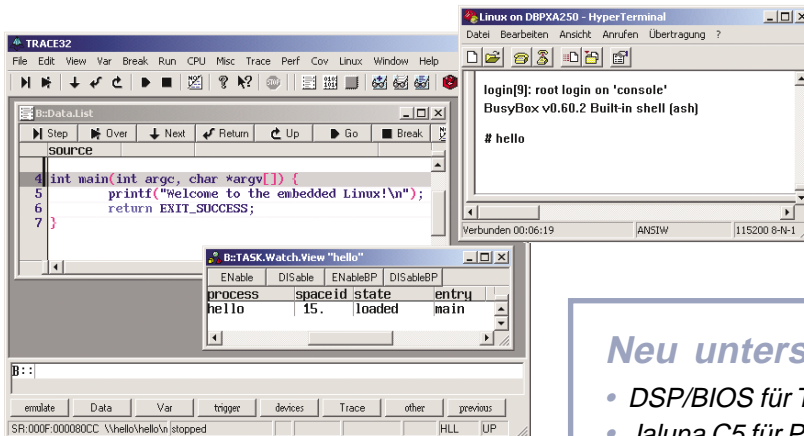 TRACE32
File Edit View Var Break Run CPU Misc Trace Perf Cov Linux Window Help
B::Data.List
Step Over Next Return Up Go Break
source
4 int main(int argc, char *argv[]) {
5 printf("Welcome to the embedded Linux!\n");
6 return EXIT_SUCCESS;
7 }
B::TASK.Watch.View "hello"
ENable DISable ENableBP DISableBP
process spaceid state entry
hello 15. loaded main
B::
emulate Data Var trigger devices Trace other previous
SR:000F:000080CC \\hello\hello\n stopped HLL UP
Linux on DBPXA250 - HyperTerminal
Datei Bearbeiten Ansicht Anrufen Übertragung ?
login[9]: root login on 'console'
BusyBox v0.60.2 Built-in shell (ash)
# hello
Verbunden 00:06:19 ANSIW 115200 8-N-1
Neu unters
• DSP/BIOS für T